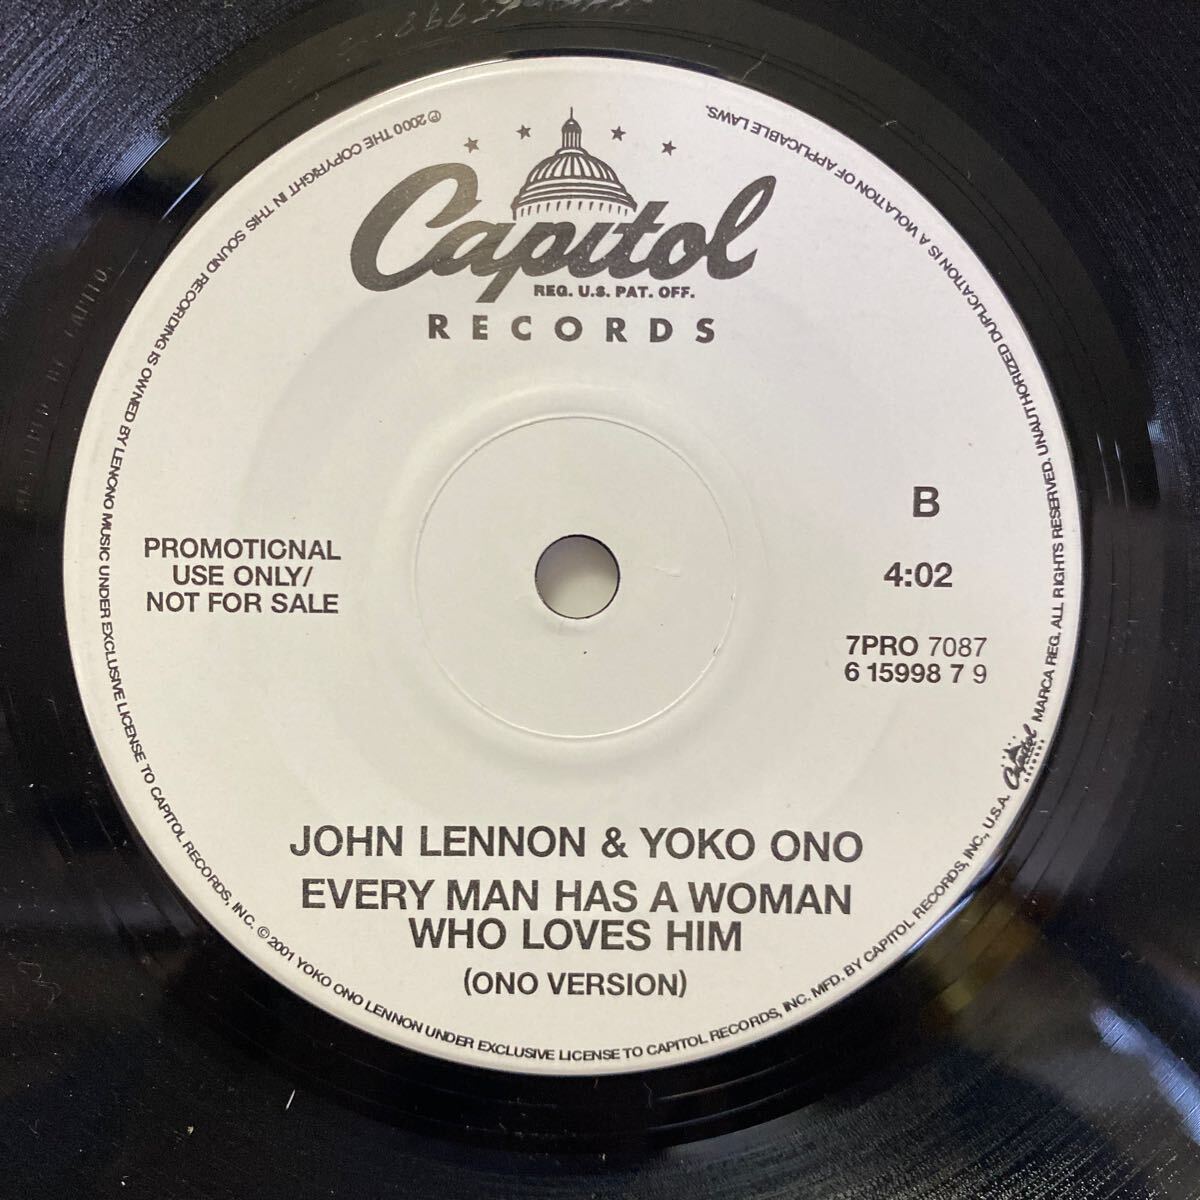 Capitol
REG. U.S. PAT. OFF.
RECORDS
B
4:02
7PRO 7087
6 15998 7 9
PROMOTIONAL
USE ONLY/
NOT FOR SALE
JOHN LENNON & YOKO ONO
EVERY MAN HAS A WOMAN
WHO LOVES HIM
(ONO VERSION)
℗ 2000 THE COPYRIGHT IN THIS SOUND RECORDING IS OWNED BY LENONO MUSIC UNDER EXCLUSIVE LICENSE TO CAPITOL RECORDS, INC. © 2001 YOKO ONO LENNON UNDER EXCLUSIVE LICENSE TO CAPITOL RECORDS, INC. MFD. BY CAPITOL RECORDS, INC., U.S.A. Capitol RECORDS MARCA REG. ALL RIGHTS RESERVED. UNAUTHORIZED DUPLICATION IS A VIOLATION OF APPLICABLE LAWS.